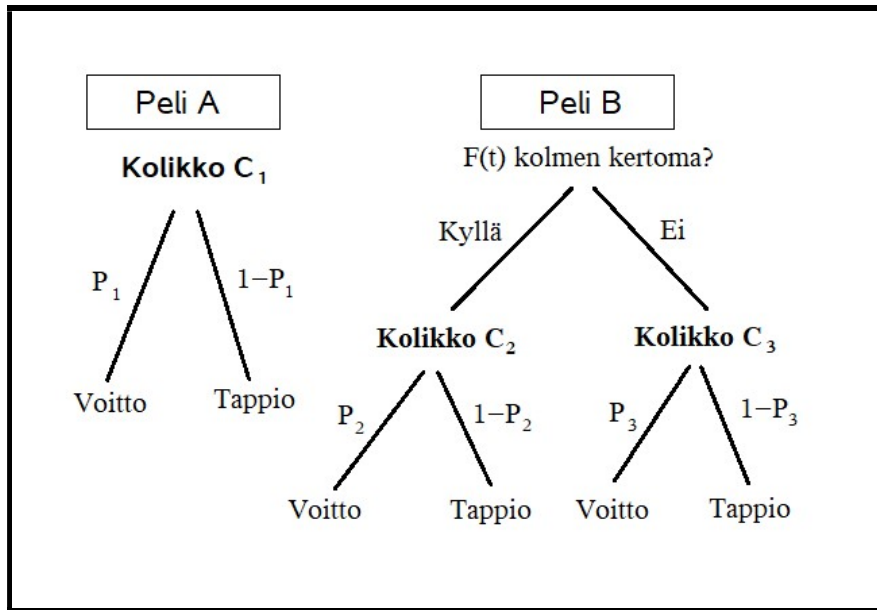 Peli A
Kolikko C₁
P₁
1−P₁
Voitto
Tappio
Peli B
F(t) kolmen kertoma?
Kyllä
Ei
Kolikko C₂
Kolikko C₃
P₂
1−P₂
P₃
1−P₃
Voitto
Tappio
Voitto
Tappio